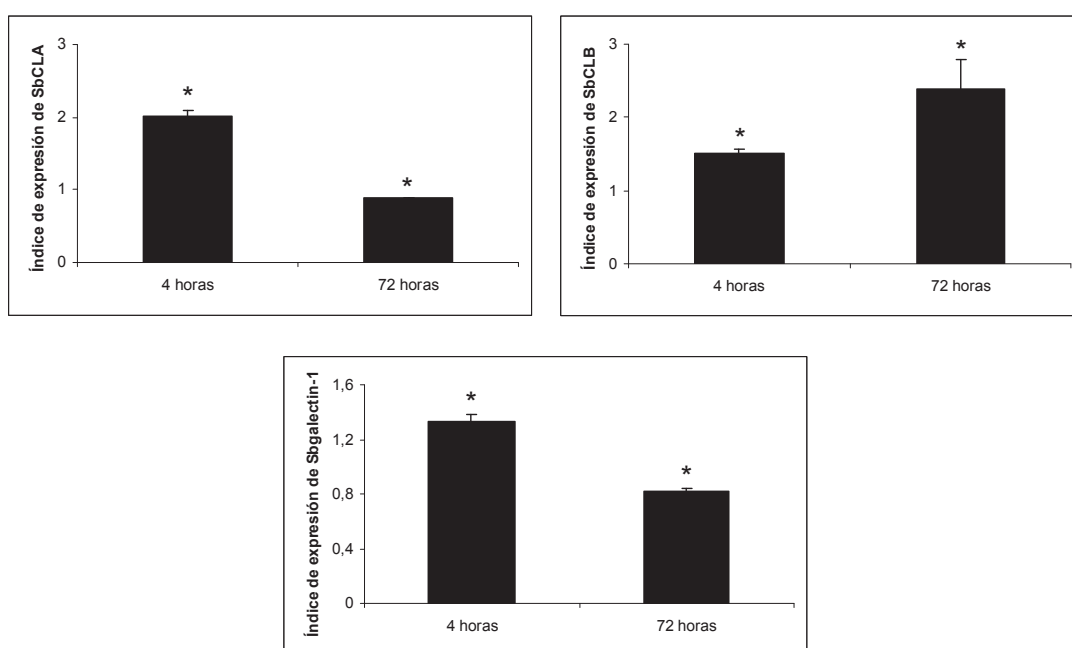 Índice de expresión de SbCLA
3
2
1
0
*
*
4 horas
72 horas
Índice de expresión de SbCLB
3
2
1
0
*
*
4 horas
72 horas
Índice de expresión de Sbgalectin-1
1,6
1,2
0,8
0,4
0
*
*
4 horas
72 horas